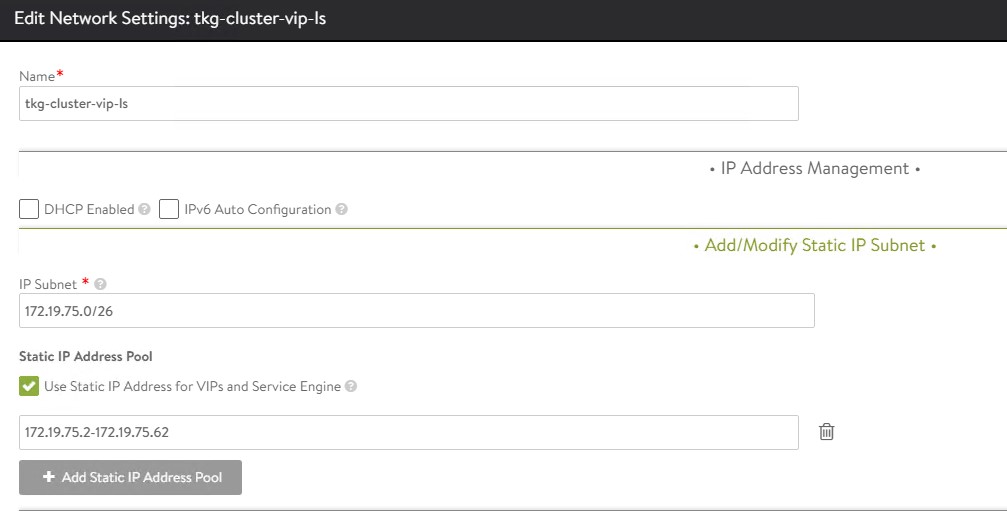 Edit Network Settings: tkg-cluster-vip-ls
Name*
tkg-cluster-vip-ls
• IP Address Management •
DHCP Enabled ? IPv6 Auto Configuration ?
• Add/Modify Static IP Subnet •
IP Subnet * ?
172.19.75.0/26
Static IP Address Pool
Use Static IP Address for VIPs and Service Engine ?
172.19.75.2-172.19.75.62
+ Add Static IP Address Pool